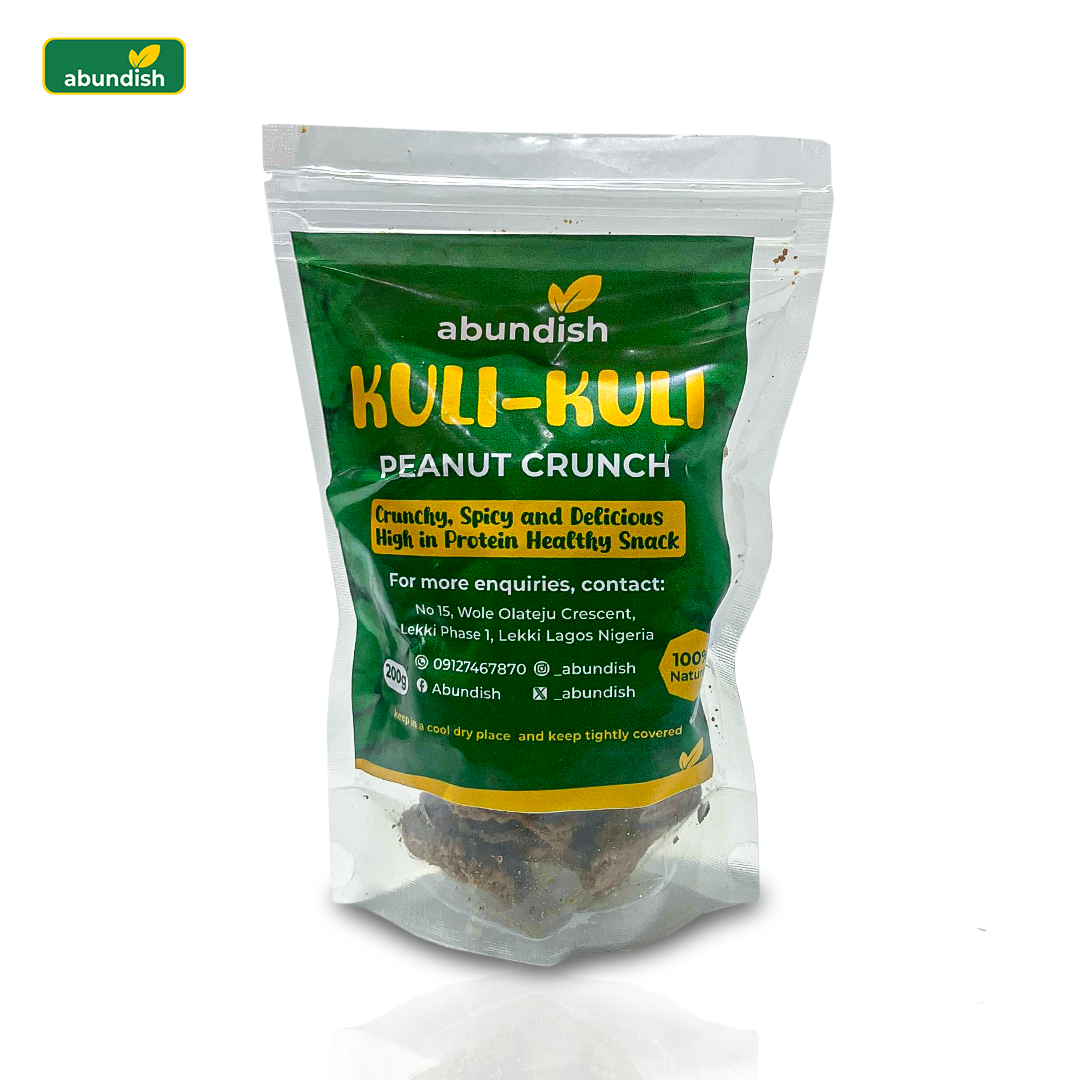 abundish
abundish
KULI-KULI
PEANUT CRUNCH
Crunchy, Spicy and Delicious
High in Protein Healthy Snack
For more enquiries, contact:
No 15, Wole Olateju Crescent,
Lekki Phase 1, Lekki Lagos Nigeria
09127467870 _abundish
200g
Abundish _abundish
100%
Natur
keep in a cool dry place and keep tightly covered